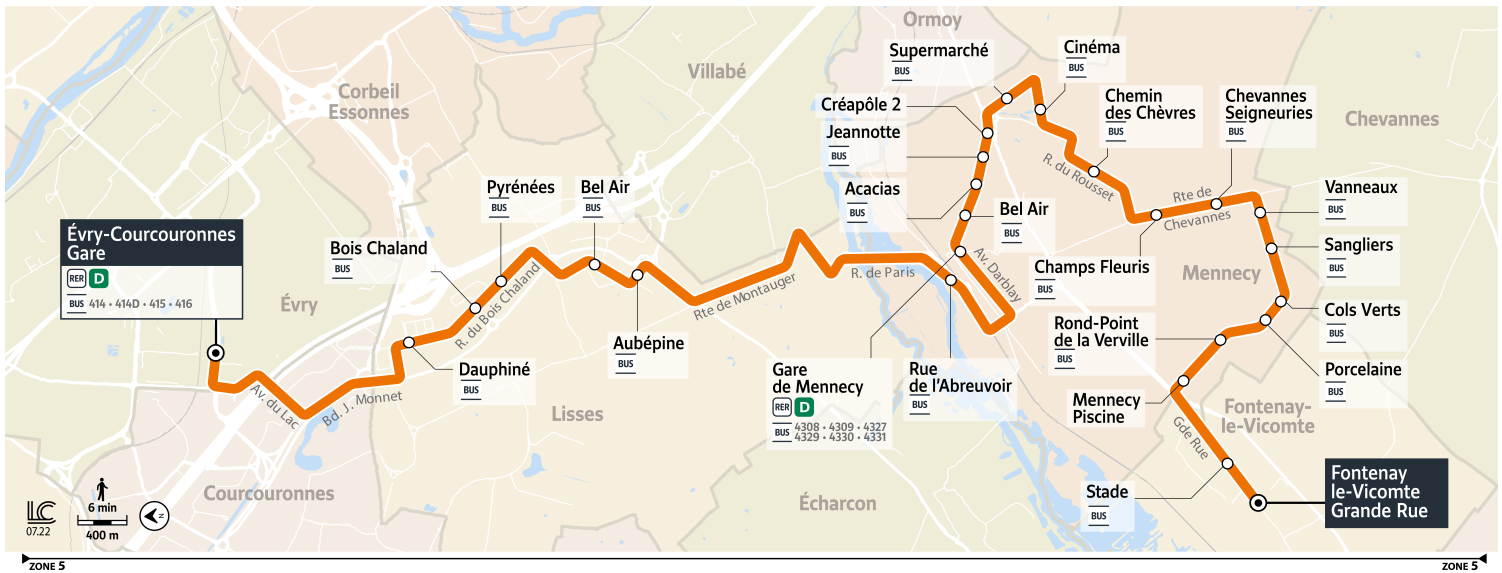 Ormoy
Supermarché
BUS
Cinéma
BUS
Villabé
Corbeil
Essonnes
Créapôle 2
Chemin
des Chèvres
BUS
Chevannes
Seigneuries
BUS
Chevannes
Jeannotte
BUS
R. du Rousset
Pyrénées
BUS
Bel Air
BUS
Acacias
BUS
Bel Air
BUS
Rte de
Chevannes
Vanneaux
BUS
Évry-Courcouronnes
Gare
RER D
BUS 414 • 414D • 415 • 416
Bois Chaland
BUS
Sangliers
BUS
Champs Fleuris
BUS
Mennecy
Av. Darblay
R. de Paris
Rte de Montauger
R. du Bois Chaland
Évry
Cols Verts
BUS
Rond-Point
de la Verville
BUS
Aubépine
BUS
Dauphiné
BUS
Gare
de Mennecy
RER D
BUS 4308 • 4309 • 4327
4329 • 4330 • 4331
Rue
de l'Abreuvoir
BUS
Porcelaine
BUS
Av. du Lac
Bd. J. Monnet
Lisses
Mennecy
Piscine
Fontenay-
le-Vicomte
Gde Rue
Courcouronnes
Écharcon
Stade
BUS
Fontenay
le-Vicomte
Grande Rue
LC
07.22
6 min
400 m
N
ZONE 5
ZONE 5